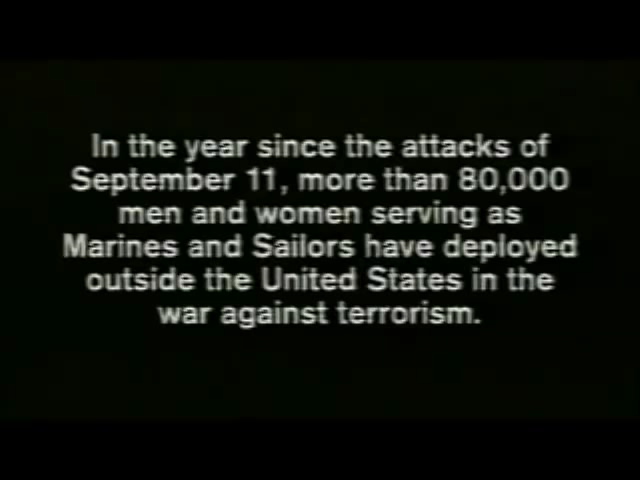 In the year since the attacks of
September 11, more than 80,000
men and women serving as
Marines and Sailors have deployed
outside the United States in the
war against terrorism.